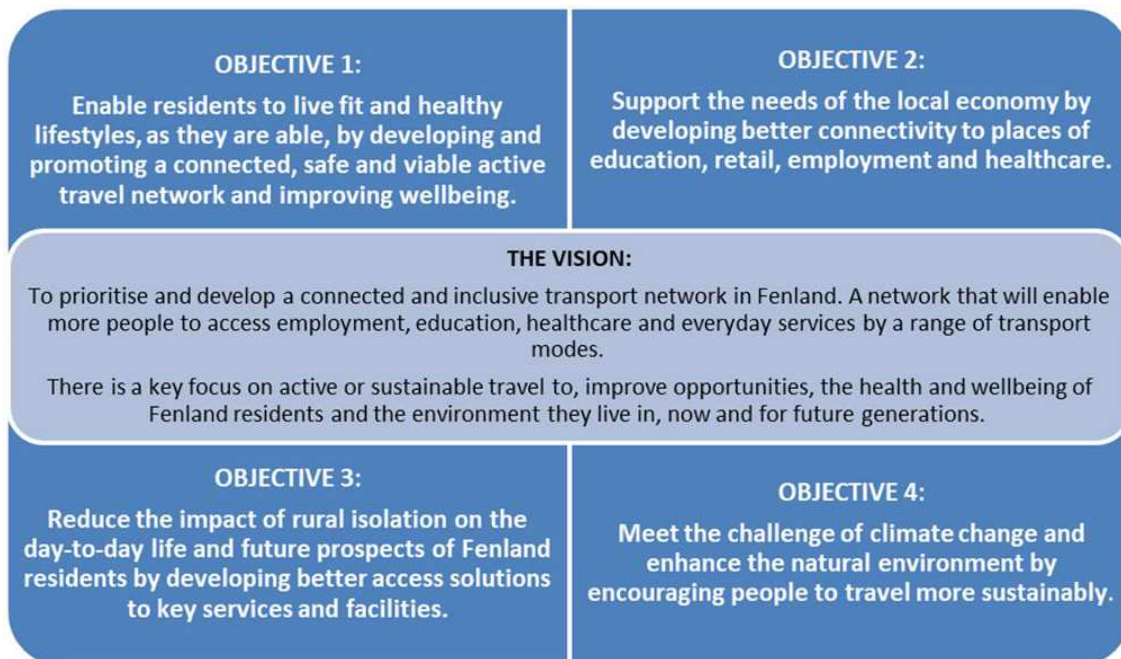 OBJECTIVE 1:
Enable residents to live fit and healthy
lifestyles, as they are able, by developing and
promoting a connected, safe and viable active
travel network and improving wellbeing.
OBJECTIVE 2:
Support the needs of the local economy by
developing better connectivity to places of
education, retail, employment and healthcare.
THE VISION:
To prioritise and develop a connected and inclusive transport network in Fenland. A network that will enable
more people to access employment, education, healthcare and everyday services by a range of transport
modes.
There is a key focus on active or sustainable travel to, improve opportunities, the health and wellbeing of
Fenland residents and the environment they live in, now and for future generations.
OBJECTIVE 3:
Reduce the impact of rural isolation on the
day-to-day life and future prospects of Fenland
residents by developing better access solutions
to key services and facilities.
OBJECTIVE 4:
Meet the challenge of climate change and
enhance the natural environment by
encouraging people to travel more sustainably.